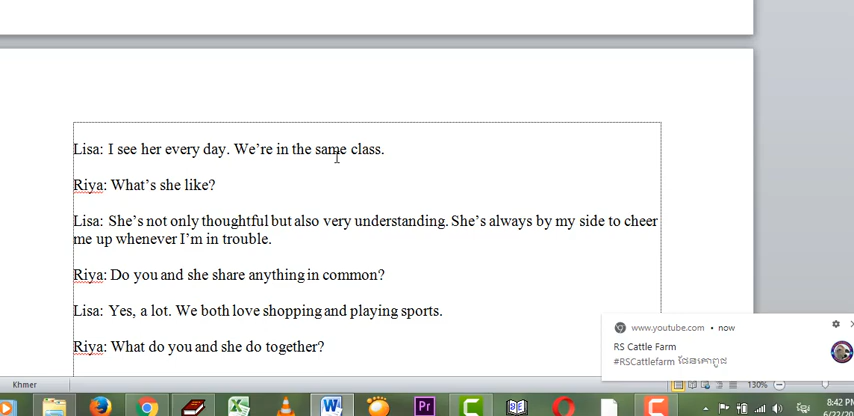 Lisa: I see her every day. We're in the same class.
Riya: What's she like?
Lisa: She's not only thoughtful but also very understanding. She's always by my side to cheer
me up whenever I'm in trouble.
Riya: Do you and she share anything in common?
Lisa: Yes, a lot. We both love shopping and playing sports.
Riya: What do you and she do together?
www.youtube.com • now
RS Cattle Farm
#RSCattlefarm
Khmer
130%
W
Pr
8:42 PM